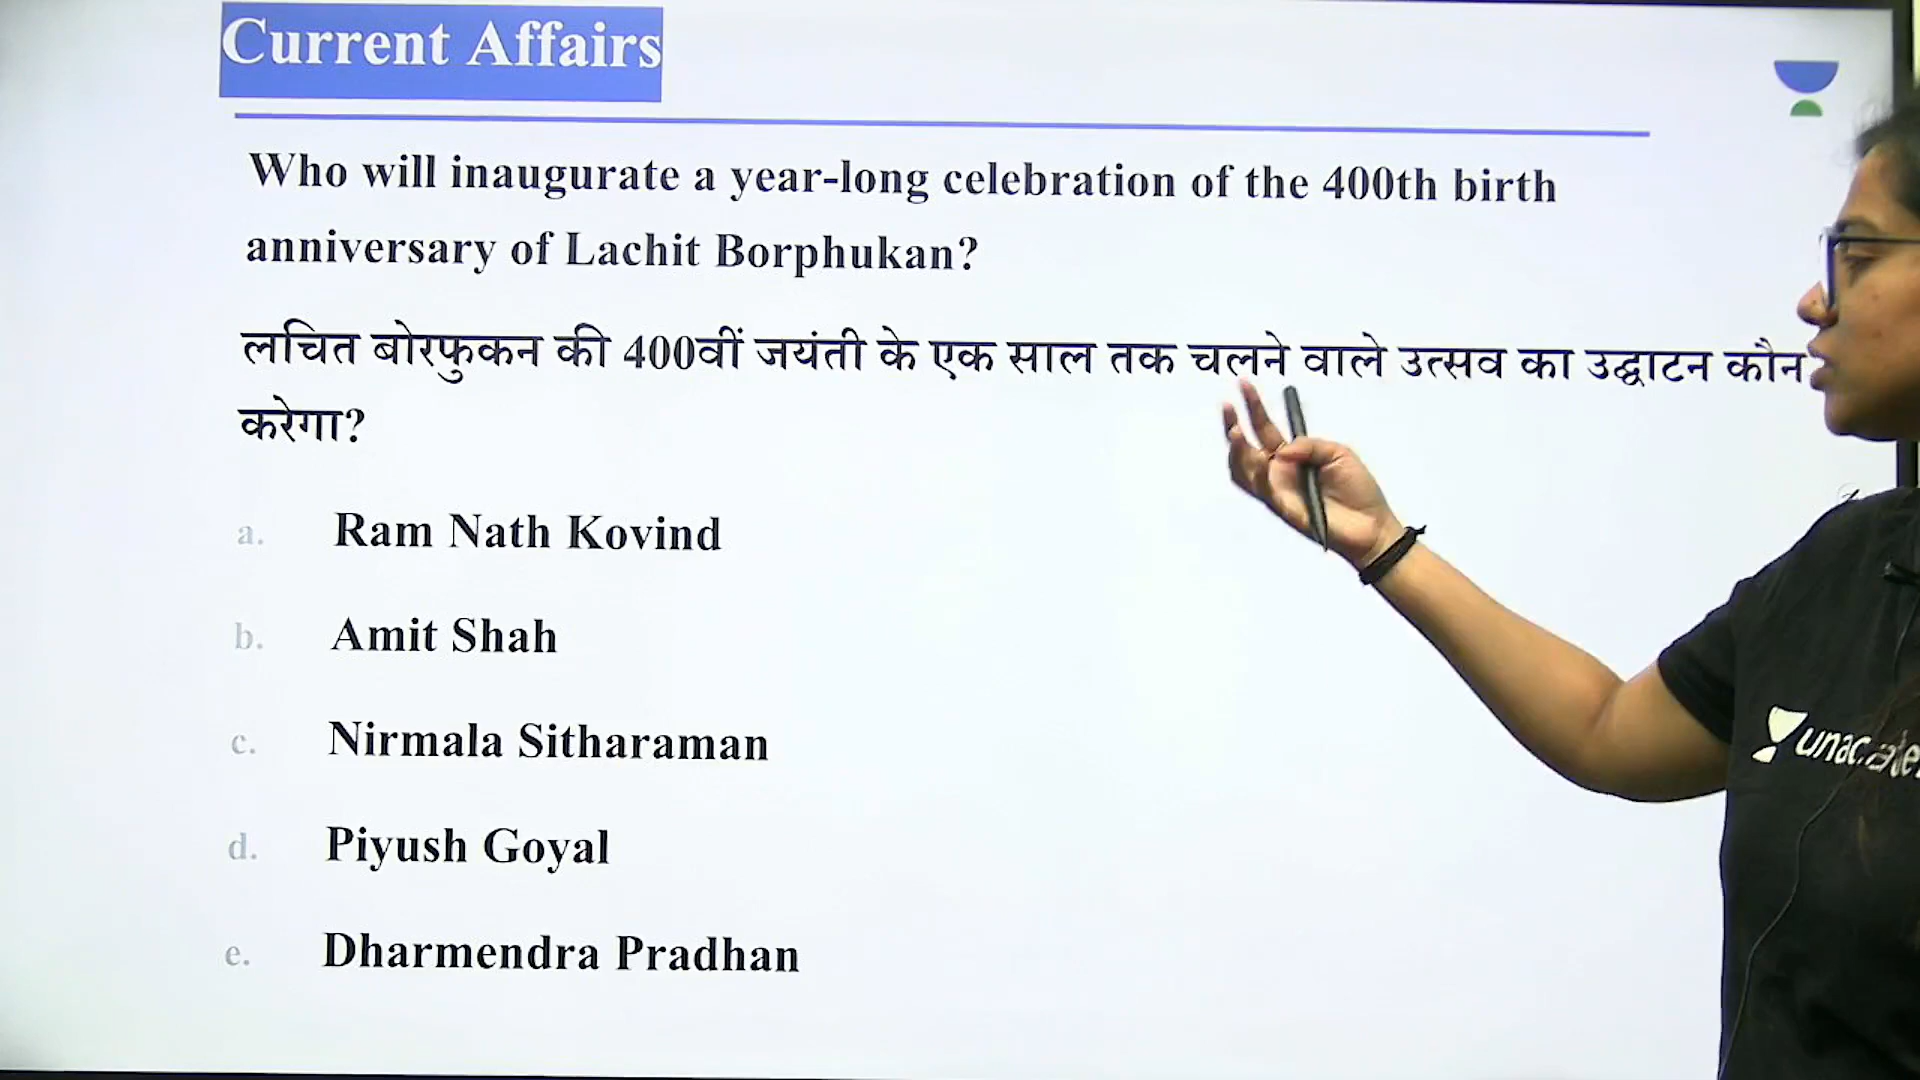 Current Affairs
Who will inaugurate a year-long celebration of the 400th birth
anniversary of Lachit Borphukan?
लचित बोरफुकन की 400वीं जयंती के एक साल तक चलने वाले उत्सव का उद्घाटन कौन
करेगा?
a. Ram Nath Kovind
b. Amit Shah
c. Nirmala Sitharaman
d. Piyush Goyal
e. Dharmendra Pradhan